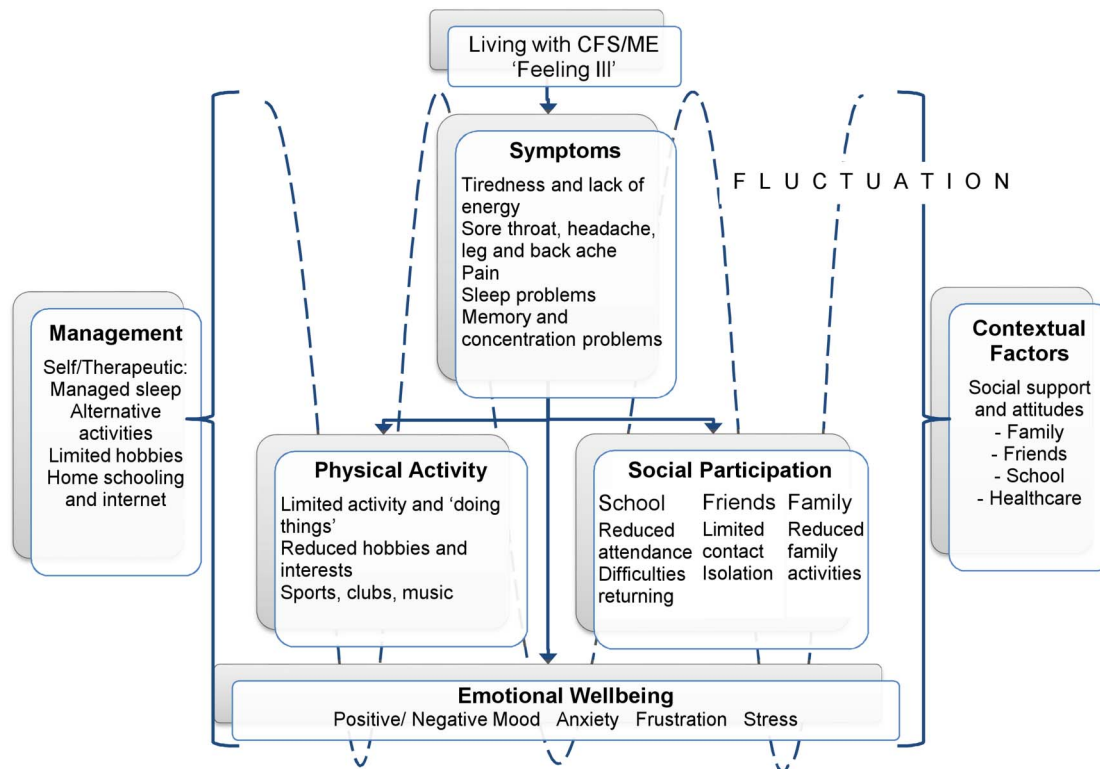 Living with CFS/ME
‘Feeling Ill’
Symptoms
Tiredness and lack of
energy
Sore throat, headache,
leg and back ache
Pain
Sleep problems
Memory and
concentration problems
F L U C T U A T I O N
Management
Self/Therapeutic:
Managed sleep
Alternative
activities
Limited hobbies
Home schooling
and internet
Contextual
Factors
Social support
and attitudes
- Family
- Friends
- School
- Healthcare
Physical Activity
Limited activity and ‘doing
things’
Reduced hobbies and
interests
Sports, clubs, music
Social Participation
School
Reduced
attendance
Difficulties
returning
Friends
Limited
contact
Isolation
Family
Reduced
family
activities
Emotional Wellbeing
Positive/ Negative Mood Anxiety Frustration Stress